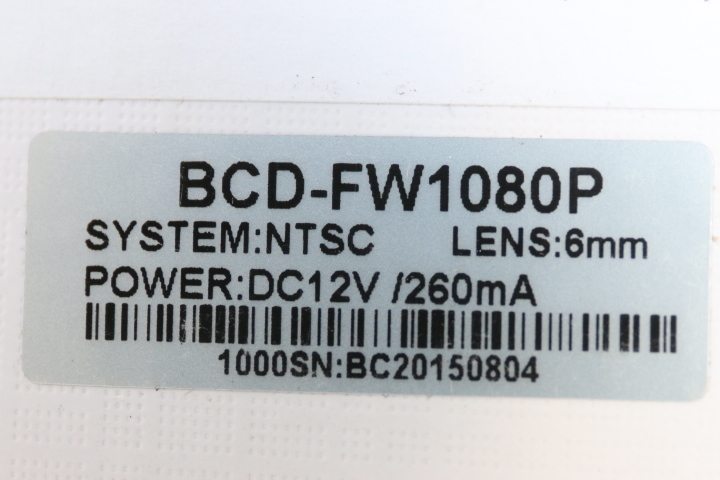 BCD-FW1080P
SYSTEM:NTSC LENS:6mm
POWER:DC12V /260mA
1000SN:BC20150804